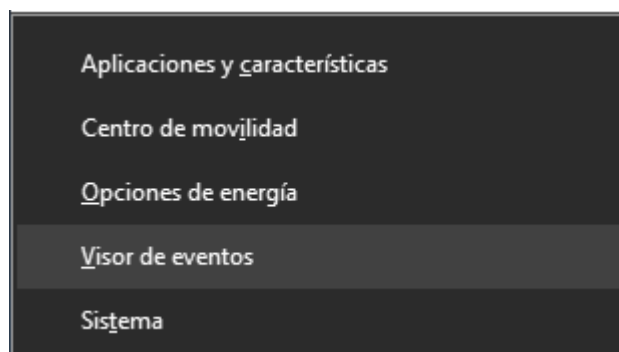 Aplicaciones y características
Centro de movilidad
Opciones de energía
Visor de eventos
Sistema